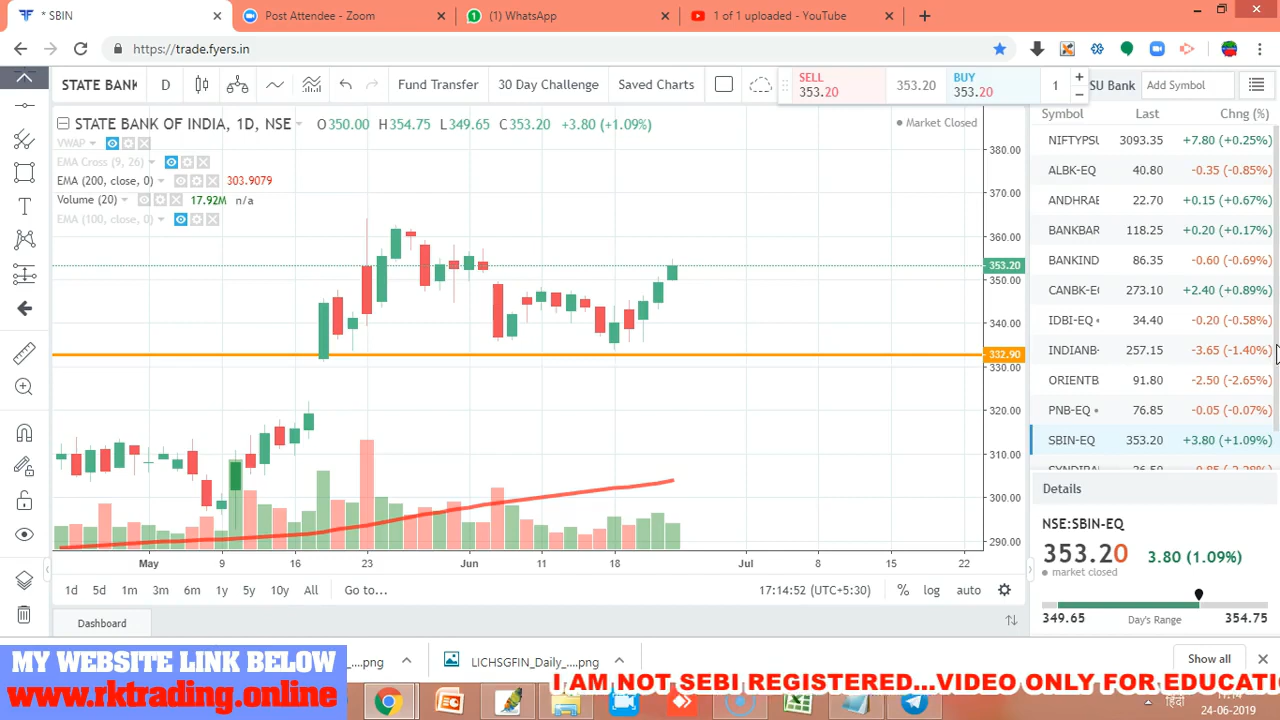 * SBIN
Post Attendee - Zoom
(1) WhatsApp
1 of 1 uploaded - YouTube
https://trade.fyers.in
STATE BANK
D
Fund Transfer
30 Day Challenge
Saved Charts
SELL
353.20
353.20
BUY
353.20
1
SU Bank
Add Symbol
STATE BANK OF INDIA, 1D, NSE
O350.00 H354.75 L349.65 C353.20 +3.80 (+1.09%)
Market Closed
VWAP
EMA Cross (9, 26)
EMA (200, close, 0) 303.9079
Volume (20) 17.92M n/a
EMA (100, close, 0)
380.00
370.00
360.00
353.20
350.00
340.00
332.90
330.00
320.00
310.00
300.00
290.00
May 9 16 23 Jun 11 18 Jul 8 15 22
1d 5d 1m 3m 6m 1y 5y 10y All Go to...
17:14:52 (UTC+5:30) % log auto
Dashboard
Symbol Last Chng (%)
NIFTYPSU 3093.35 +7.80 (+0.25%)
ALBK-EQ 40.80 -0.35 (-0.85%)
ANDHRAE 22.70 +0.15 (+0.67%)
BANKBAR 118.25 +0.20 (+0.17%)
BANKIND 86.35 -0.60 (-0.69%)
CANBK-E 273.10 +2.40 (+0.89%)
IDBI-EQ 34.40 -0.20 (-0.58%)
INDIANB- 257.15 -3.65 (-1.40%)
ORIENTB 91.80 -2.50 (-2.65%)
PNB-EQ 76.85 -0.05 (-0.07%)
SBIN-EQ 353.20 +3.80 (+1.09%)
Details
NSE:SBIN-EQ
353.20 3.80 (1.09%)
market closed
349.65 Day's Range 354.75
....png
LICHSGFIN_Daily_....png
Show all
MY WEBSITE LINK BELOW
www.rktrading.online
I AM NOT SEBI REGISTERED...VIDEO ONLY FOR EDUCATI
हिंदी
24-06-2019